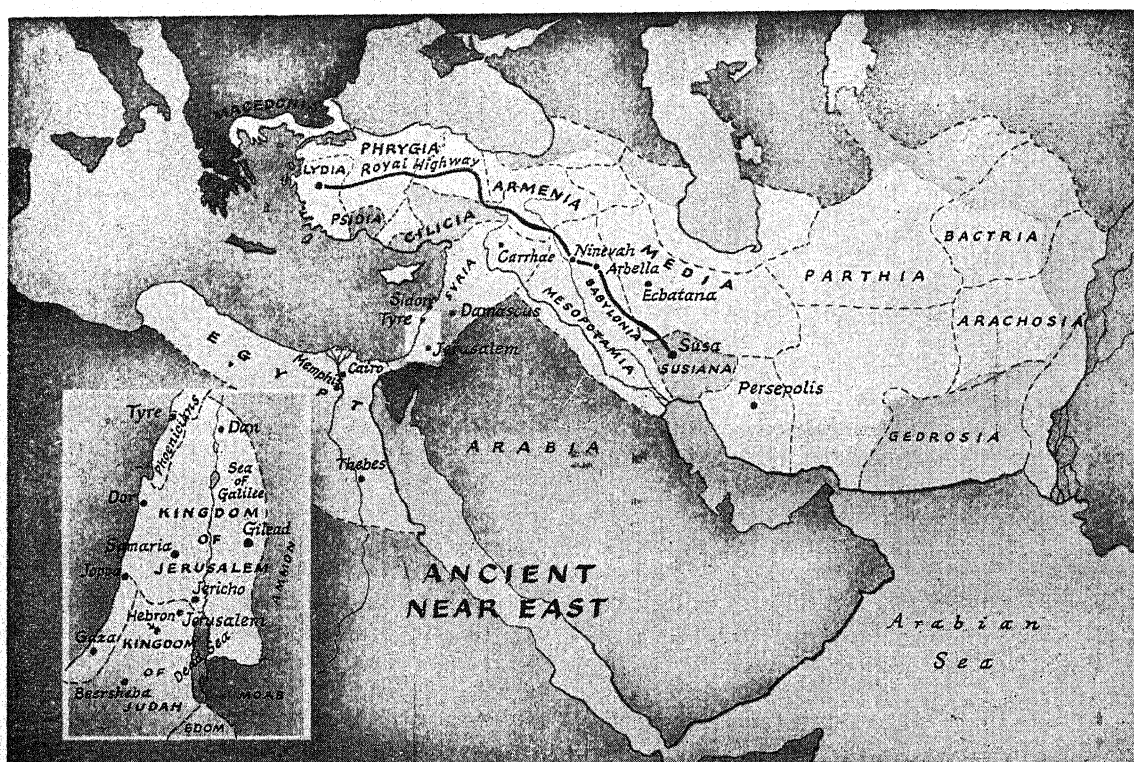 MACEDONIA
PHRYGIA
Royal Highway
LYDIA
ARMENIA
PSIDIA
CILICIA
BACTRIA
Carrhae
Ninevah
Arbella
MEDIA
PARTHIA
Ecbatana
SYRIA
MESOPOTAMIA
BABYLONIA
Sidon
Tyre
Damascus
ARACHOSIA
Jerusalem
Susa
SUSIANA
EGYPT
Memphis
Cairo
Persepolis
GEDROSIA
ARABIA
Thebes
ANCIENT
NEAR EAST
Arabian
Sea
Tyre
Phoenicians
Dan
Sea
of
Galilee
Dor
KINGDOM
OF
JERUSALEM
Gilead
Samaria
AMMON
Joppa
Jericho
Hebron
Jerusalem
Gaza
KINGDOM
OF
JUDAH
Dead Sea
Beersheba
MOAB
EDOM